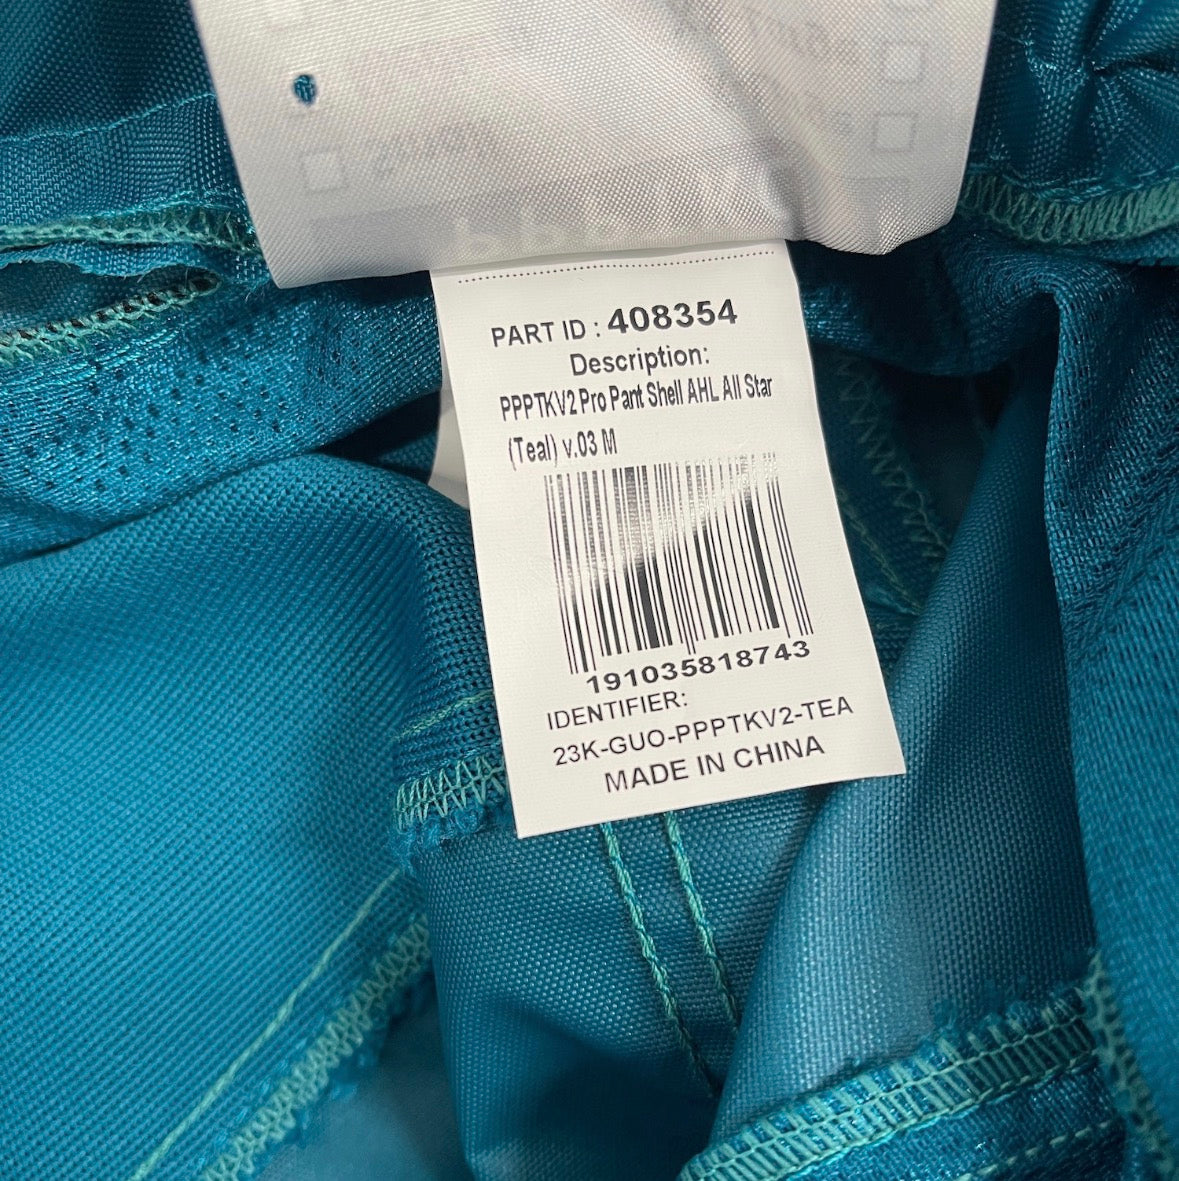 PART ID : 408354
Description:
PPPTKV2 Pro Pant Shell AHL All Star
(Teal) v.03 M
191035818743
IDENTIFIER:
23K-GUO-PPPTKV2-TEA
MADE IN CHINA